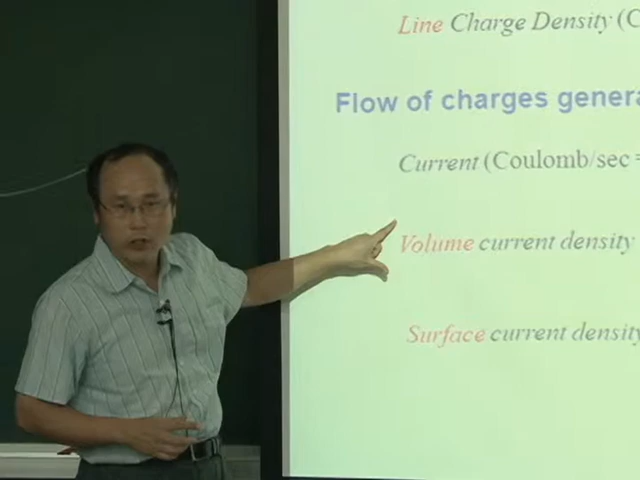 Line Charge Density (C
Flow of charges genera
Current (Coulomb/sec =
Volume current density
Surface current density